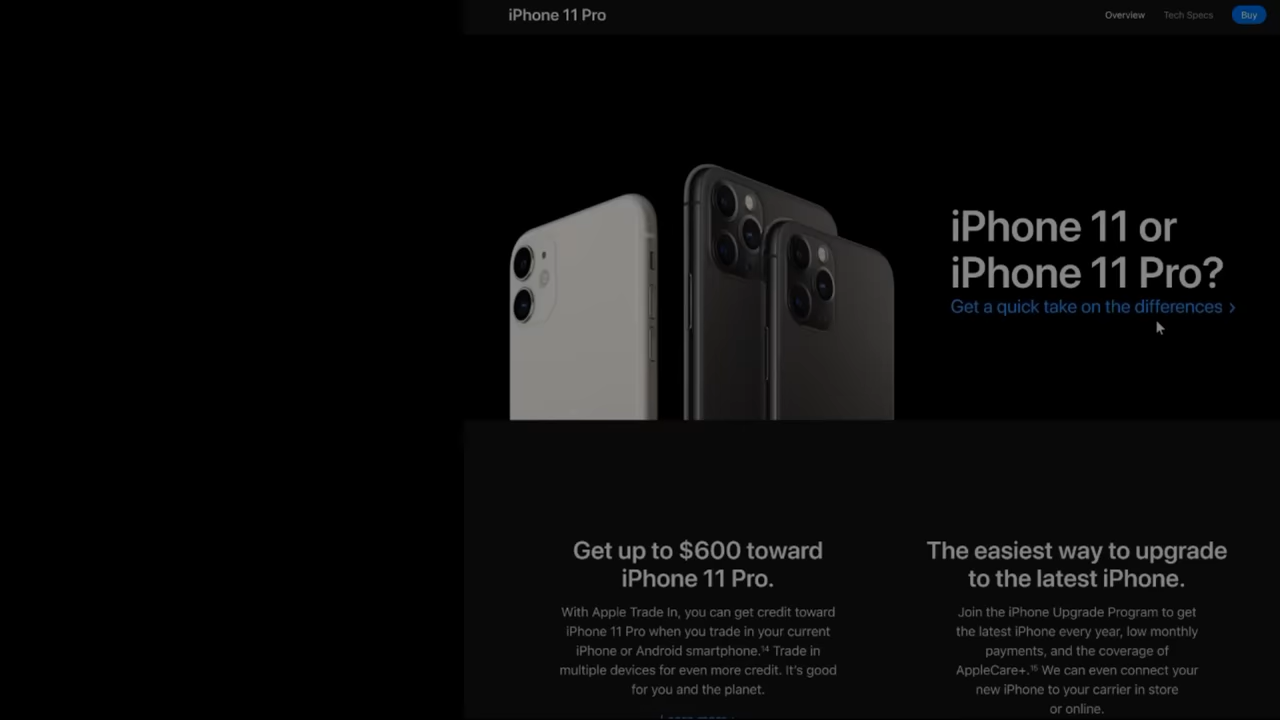 iPhone 11 Pro
Overview
Tech Specs
Buy
iPhone 11 or
iPhone 11 Pro?
Get a quick take on the differences ›
Get up to $600 toward
iPhone 11 Pro.
With Apple Trade In, you can get credit toward
iPhone 11 Pro when you trade in your current
iPhone or Android smartphone.¹⁴ Trade in
multiple devices for even more credit. It's good
for you and the planet.
The easiest way to upgrade
to the latest iPhone.
Join the iPhone Upgrade Program to get
the latest iPhone every year, low monthly
payments, and the coverage of
AppleCare+.¹⁵ We can even connect your
new iPhone to your carrier in store
or online.